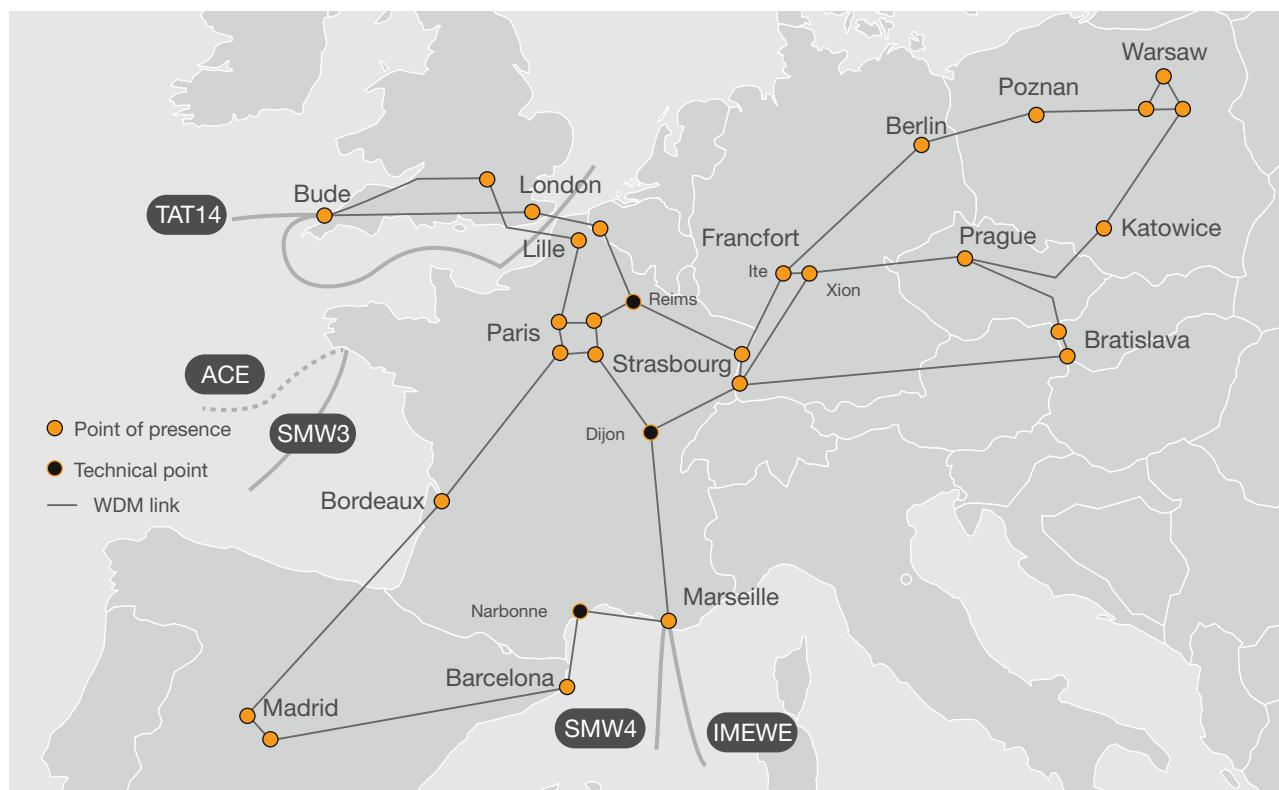 Warsaw
Poznan
Berlin
London
Bude
TAT14
Lille
Francfort
Prague
Katowice
Ite
Xion
Reims
Paris
Strasbourg
Bratislava
ACE
Point of presence
SMW3
Dijon
Technical point
WDM link
Bordeaux
Marseille
Narbonne
Barcelona
Madrid
SMW4
IMEWE